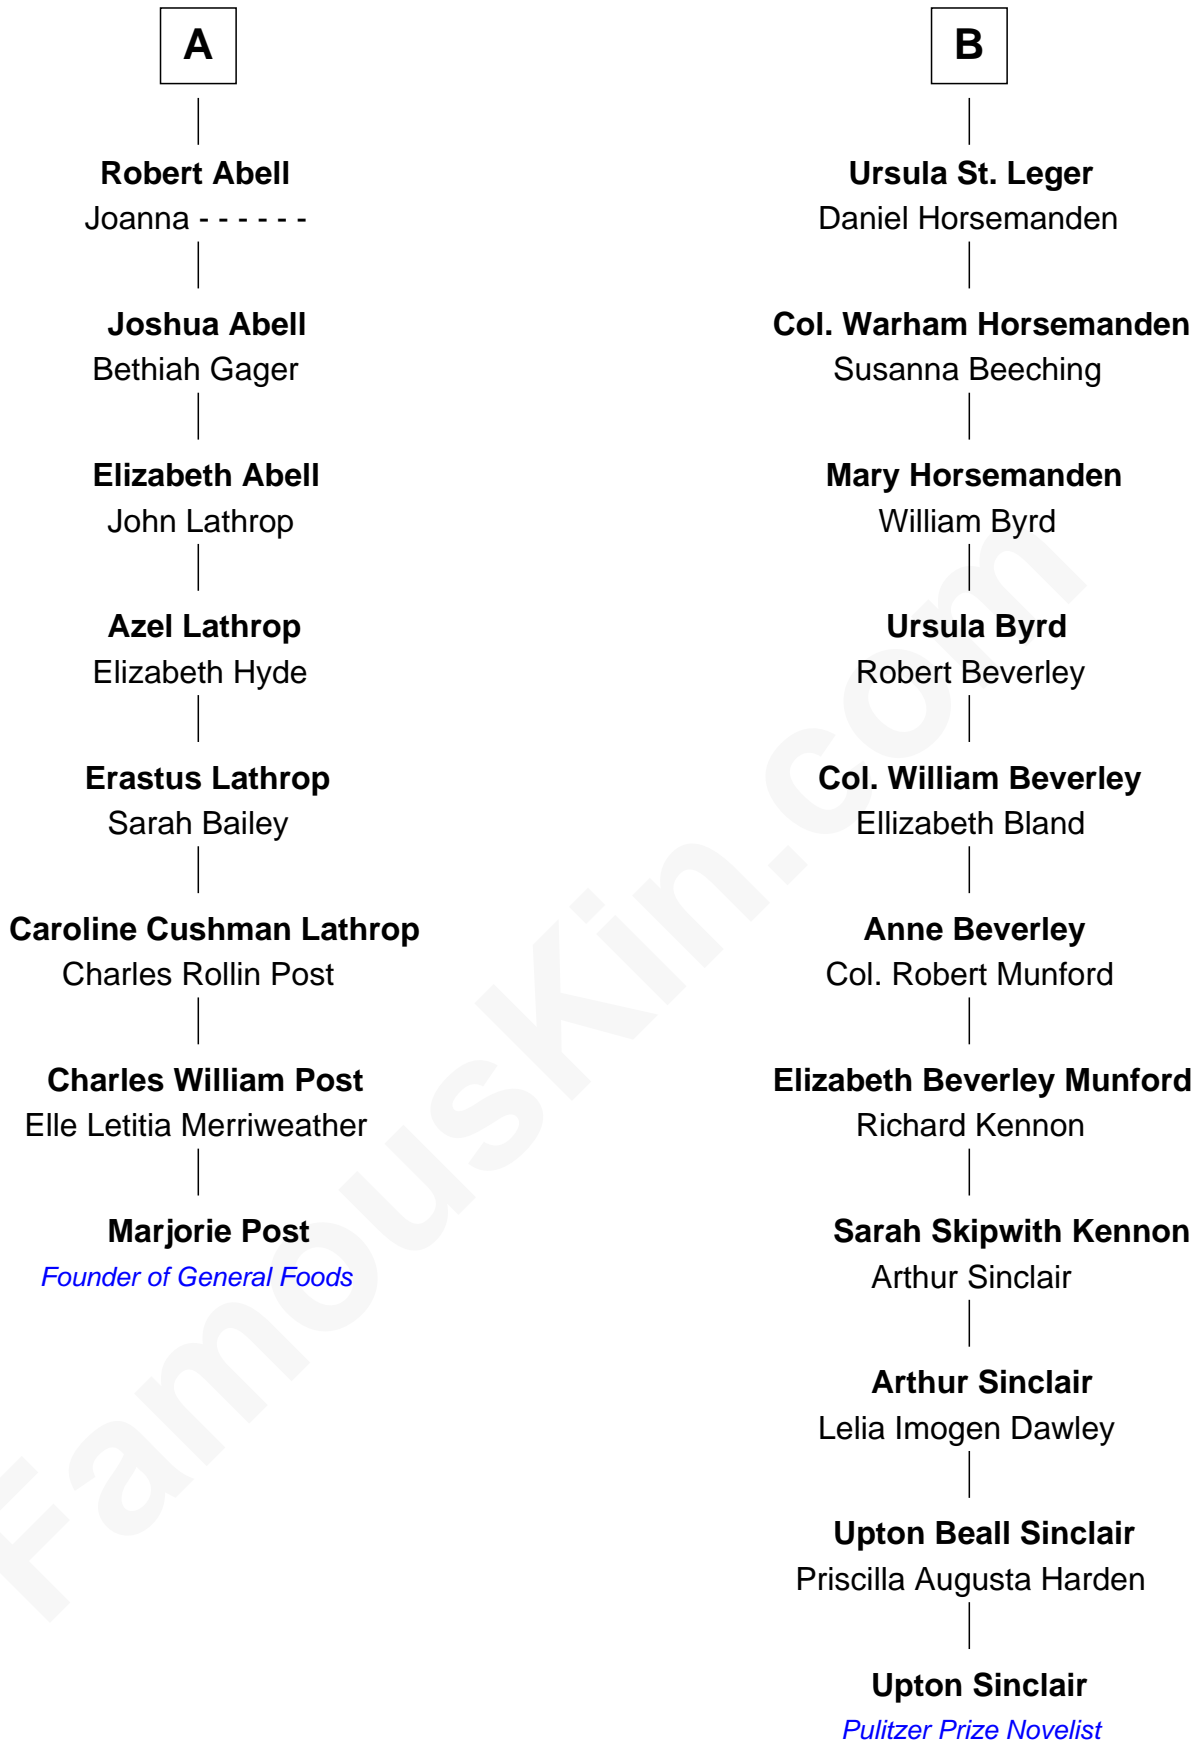 A
Robert Abell
Joanna - - - - - -
Joshua Abell
Bethiah Gager
Elizabeth Abell
John Lathrop
Azel Lathrop
Elizabeth Hyde
Erastus Lathrop
Sarah Bailey
Caroline Cushman Lathrop
Charles Rollin Post
Charles William Post
Elle Letitia Merriweather
Marjorie Post
Founder of General Foods
B
Ursula St. Leger
Daniel Horsemanden
Col. Warham Horsemanden
Susanna Beeching
Mary Horsemanden
William Byrd
Ursula Byrd
Robert Beverley
Col. William Beverley
Ellizabeth Bland
Anne Beverley
Col. Robert Munford
Elizabeth Beverley Munford
Richard Kennon
Sarah Skipwith Kennon
Arthur Sinclair
Arthur Sinclair
Lelia Imogen Dawley
Upton Beall Sinclair
Priscilla Augusta Harden
Upton Sinclair
Pulitzer Prize Novelist
FamousKin.com